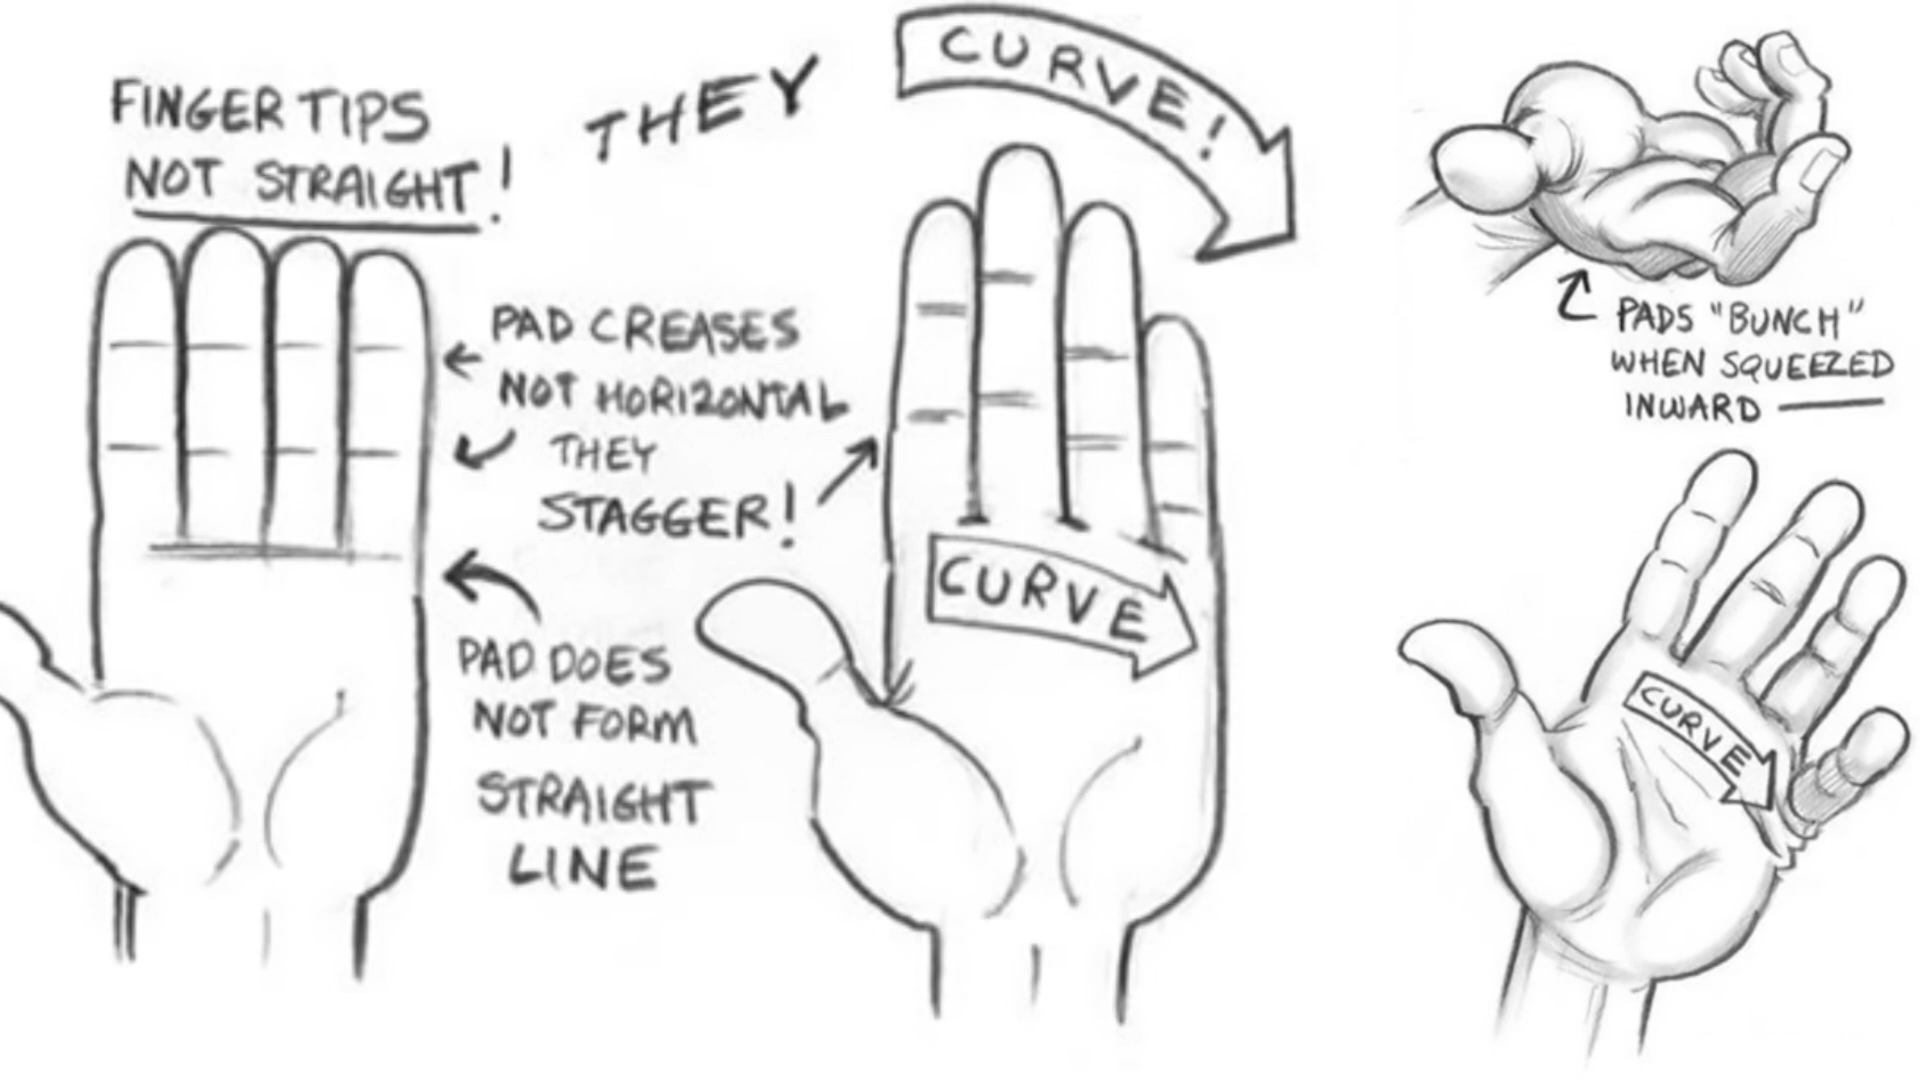 FINGER TIPS
NOT STRAIGHT!
THEY
CURVE!
PAD CREASES
NOT HORIZONTAL
THEY
STAGGER!
CURVE
PAD DOES
NOT FORM
STRAIGHT
LINE
PADS "BUNCH"
WHEN SQUEEZED
INWARD
CURVE